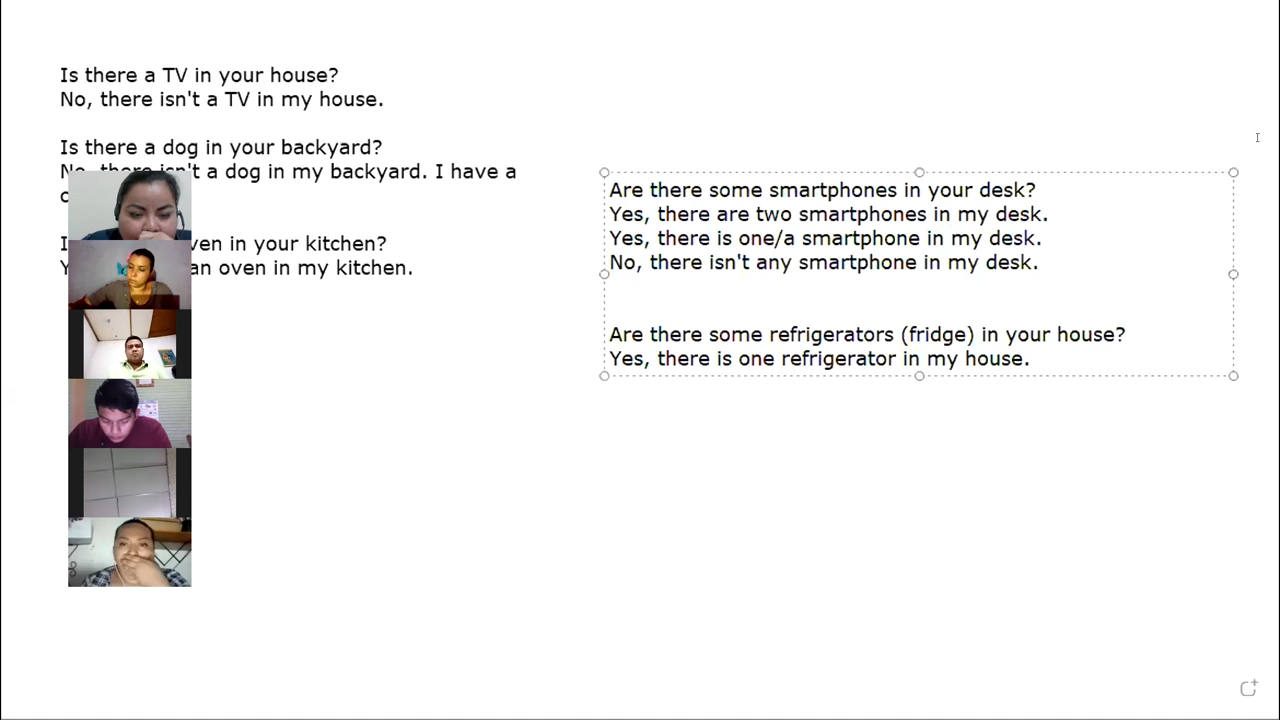 Is there a TV in your house?
No, there isn't a TV in my house.
Is there a dog in your backyard?
No, there isn't a dog in my backyard. I have a
in your kitchen?
an oven in my kitchen.
Are there some smartphones in your desk?
Yes, there are two smartphones in my desk.
Yes, there is one/a smartphone in my desk.
No, there isn't any smartphone in my desk.
Are there some refrigerators (fridge) in your house?
Yes, there is one refrigerator in my house.